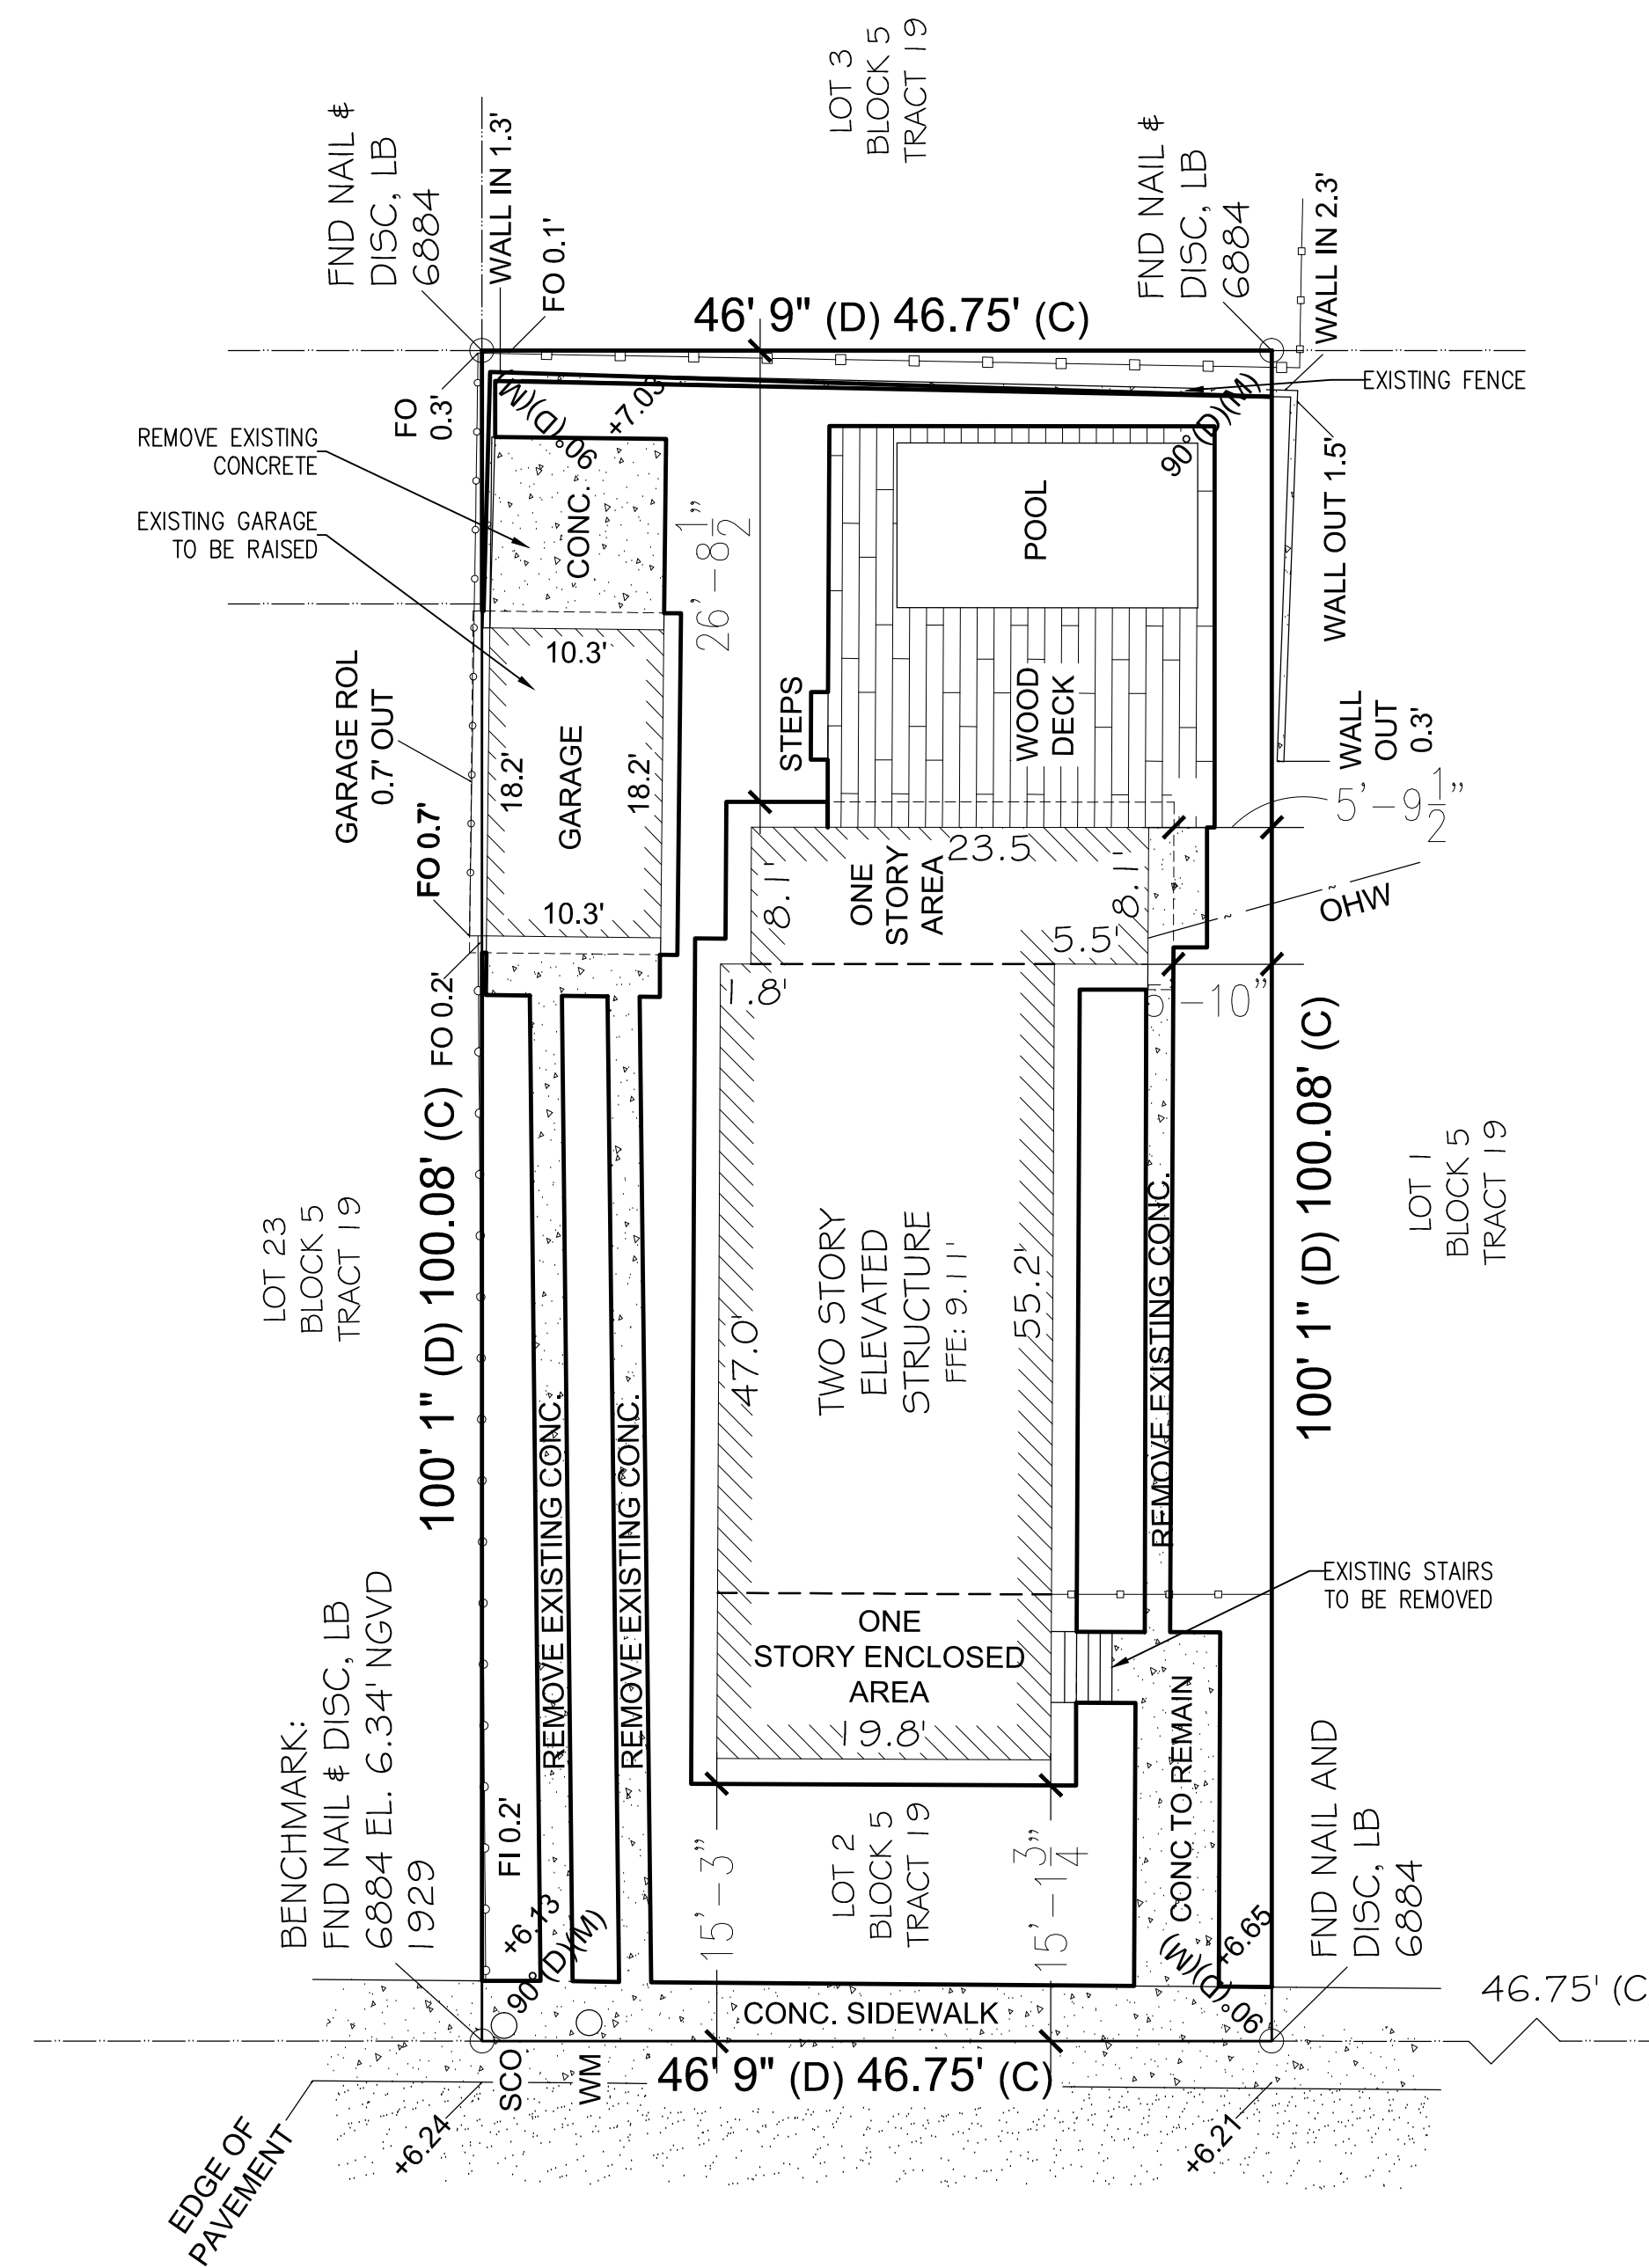 LOT 3
BLOCK 5
TRACT 19
FND NAIL &
DISC, LB
6884
WALL IN 1.3'
FO 0.1'
FND NAIL &
DISC, LB
6884
WALL IN 2.3'
46' 9" (D) 46.75' (C)
EXISTING FENCE
FO
0.3'
90°(D)(M)
+7.03
90°(D)(M)
REMOVE EXISTING
CONCRETE
EXISTING GARAGE
TO BE RAISED
CONC.
26'-8 1/2"
POOL
WALL OUT 1.5'
10.3'
GARAGE ROL
0.7' OUT
18.2'
GARAGE
18.2'
STEPS
WOOD
DECK
WALL
OUT
0.3'
5'-9 1/2"
FO 0.7'
10.3'
8.1'
ONE
STORY
AREA
23.5
8.1'
5.5'
OHW
FO 0.2'
1.8'
5'-10"
100' 1" (D) 100.08' (C)
100' 1" (D) 100.08' (C)
LOT 23
BLOCK 5
TRACT 19
LOT 1
BLOCK 5
TRACT 19
47.0'
TWO STORY
ELEVATED
STRUCTURE
FFE: 9.11'
55.2'
REMOVE EXISTING CONC.
REMOVE EXISTING CONC.
REMOVE EXISTING CONC.
EXISTING STAIRS
TO BE REMOVED
ONE
STORY ENCLOSED
AREA
19.8'
BENCHMARK:
FND NAIL & DISC, LB
6884 EL. 6.34' NGVD
1929
FI 0.2'
+6.13
90° (D)(M)
15'-3"
LOT 2
BLOCK 5
TRACT 19
15'-1 3/4"
CONC TO REMAIN
+6.65
90°(D)(M)
FND NAIL AND
DISC, LB
6884
CONC. SIDEWALK
46.75' (C
SCO
WM
46' 9" (D) 46.75' (C)
+6.24
+6.21
EDGE OF
PAVEMENT